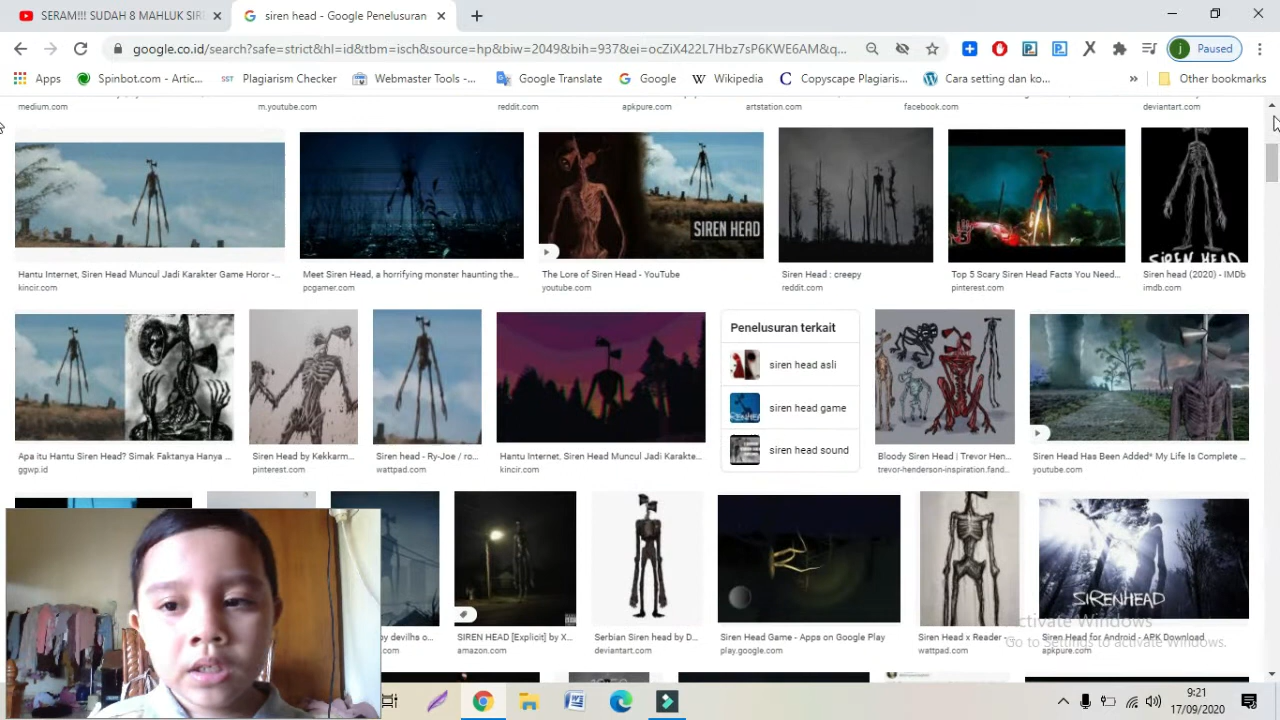 SERAM!!! SUDAH 8 MAHLUK SIR
siren head - Google Penelusuran
google.co.id/search?safe=strict&hl=id&tbm=isch&source=hp&biw=2049&bih=937&ei=ocZiX422L7Hbz7sP6KWE6AM&q...
Paused
Apps
Spinbot.com - Artic...
SST Plagiarism Checker
Webmaster Tools -...
Google Translate
Google
Wikipedia
Copyscape Plagiaris...
Cara setting dan ko...
Other bookmarks
medium.com
m.youtube.com
reddit.com
apkpure.com
artstation.com
facebook.com
deviantart.com
SIREN HEAD
SIREN HEAD
Hantu Internet, Siren Head Muncul Jadi Karakter Game Horor -...
kincir.com
Meet Siren Head, a horrifying monster haunting the...
pcgamer.com
The Lore of Siren Head - YouTube
youtube.com
Siren Head : creepy
reddit.com
Top 5 Scary Siren Head Facts You Need...
pinterest.com
Siren head (2020) - IMDb
imdb.com
Penelusuran terkait
siren head asli
siren head game
siren head sound
Apa itu Hantu Siren Head? Simak Faktanya Hanya ...
ggwp.id
Siren Head by Kekkarm...
pinterest.com
Siren head - Ry-Joe / ro...
wattpad.com
Hantu Internet, Siren Head Muncul Jadi Karakte...
kincir.com
Bloody Siren Head | Trevor Hen...
trevor-henderson-inspiration.fand...
Siren Head Has Been Added* My Life Is Complete ...
youtube.com
SIRENHEAD
by devilhs o...
.com
SIREN HEAD [Explicit] by X...
amazon.com
Serbian Siren head by D...
deviantart.com
Siren Head Game - Apps on Google Play
play.google.com
Siren Head x Reader -
wattpad.com
Siren Head for Android - APK Download
apkpure.com
ctivate Windows
Go to Settings to activate Windows.
9:21
17/09/2020